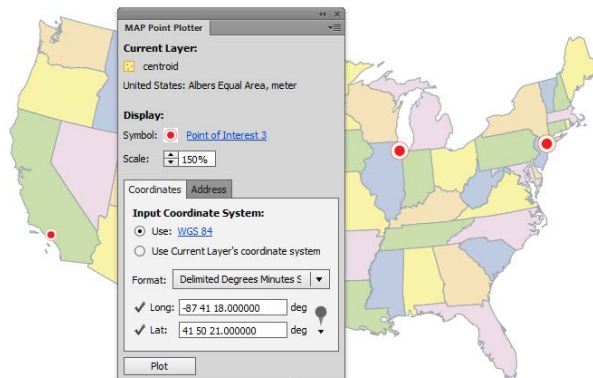 MAP Point Plotter
Current Layer:
centroid
United States: Albers Equal Area, meter
Display:
Symbol: Point of Interest 3
Scale: 150%
Coordinates Address
Input Coordinate System:
Use: WGS 84
Use Current Layer's coordinate system
Format: Delimited Degrees Minutes S
Long: -87 41 18.000000 deg
Lat: 41 50 21.000000 deg
Plot